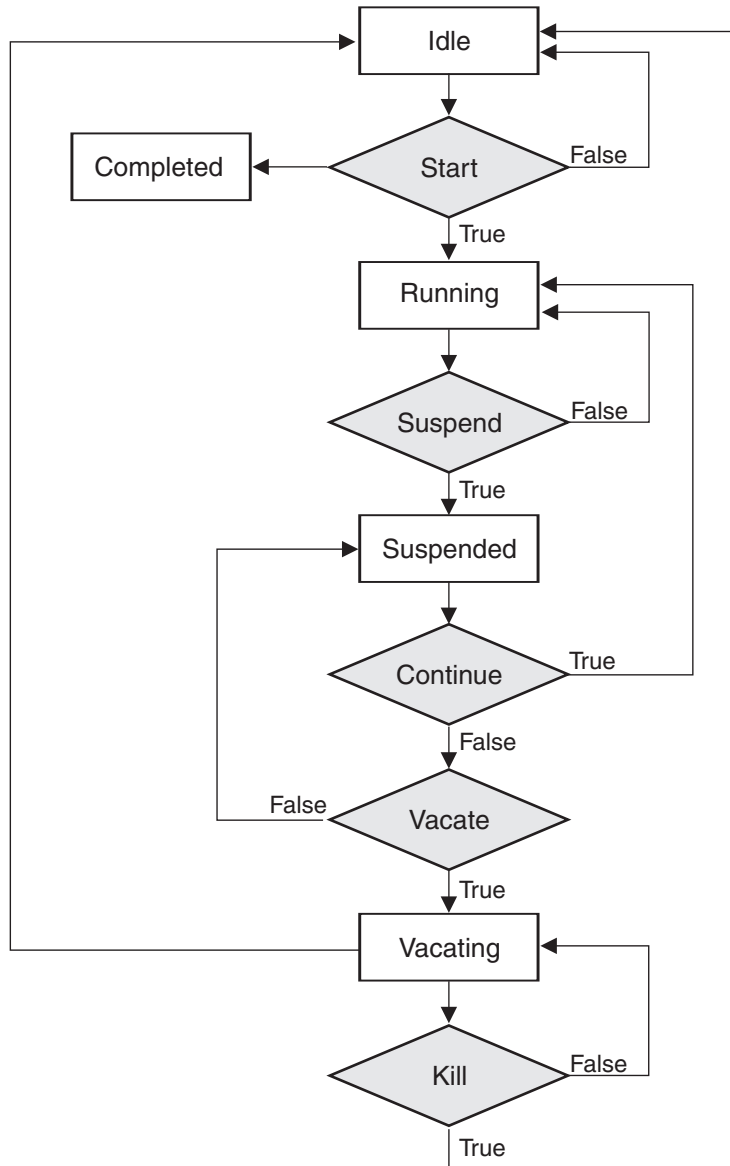 Idle
Completed
Start
False
True
Running
Suspend
False
True
Suspended
Continue
True
False
False
Vacate
True
Vacating
Kill
False
True